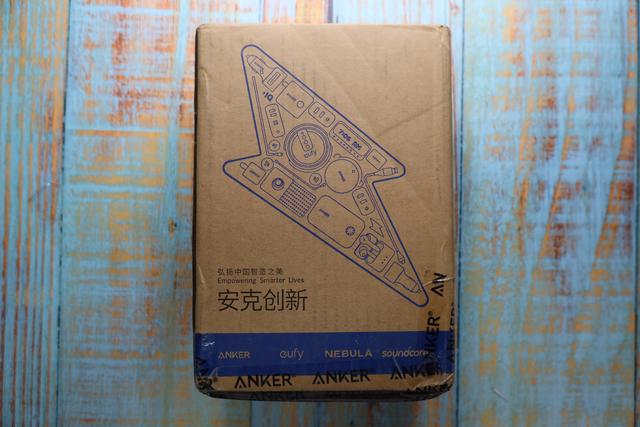 eufy
弘扬中国智造之美
Empowering Smarter Lives
安克创新
ANKER eufy NEBULA soundcore
ANKER® ANKER® ANKER